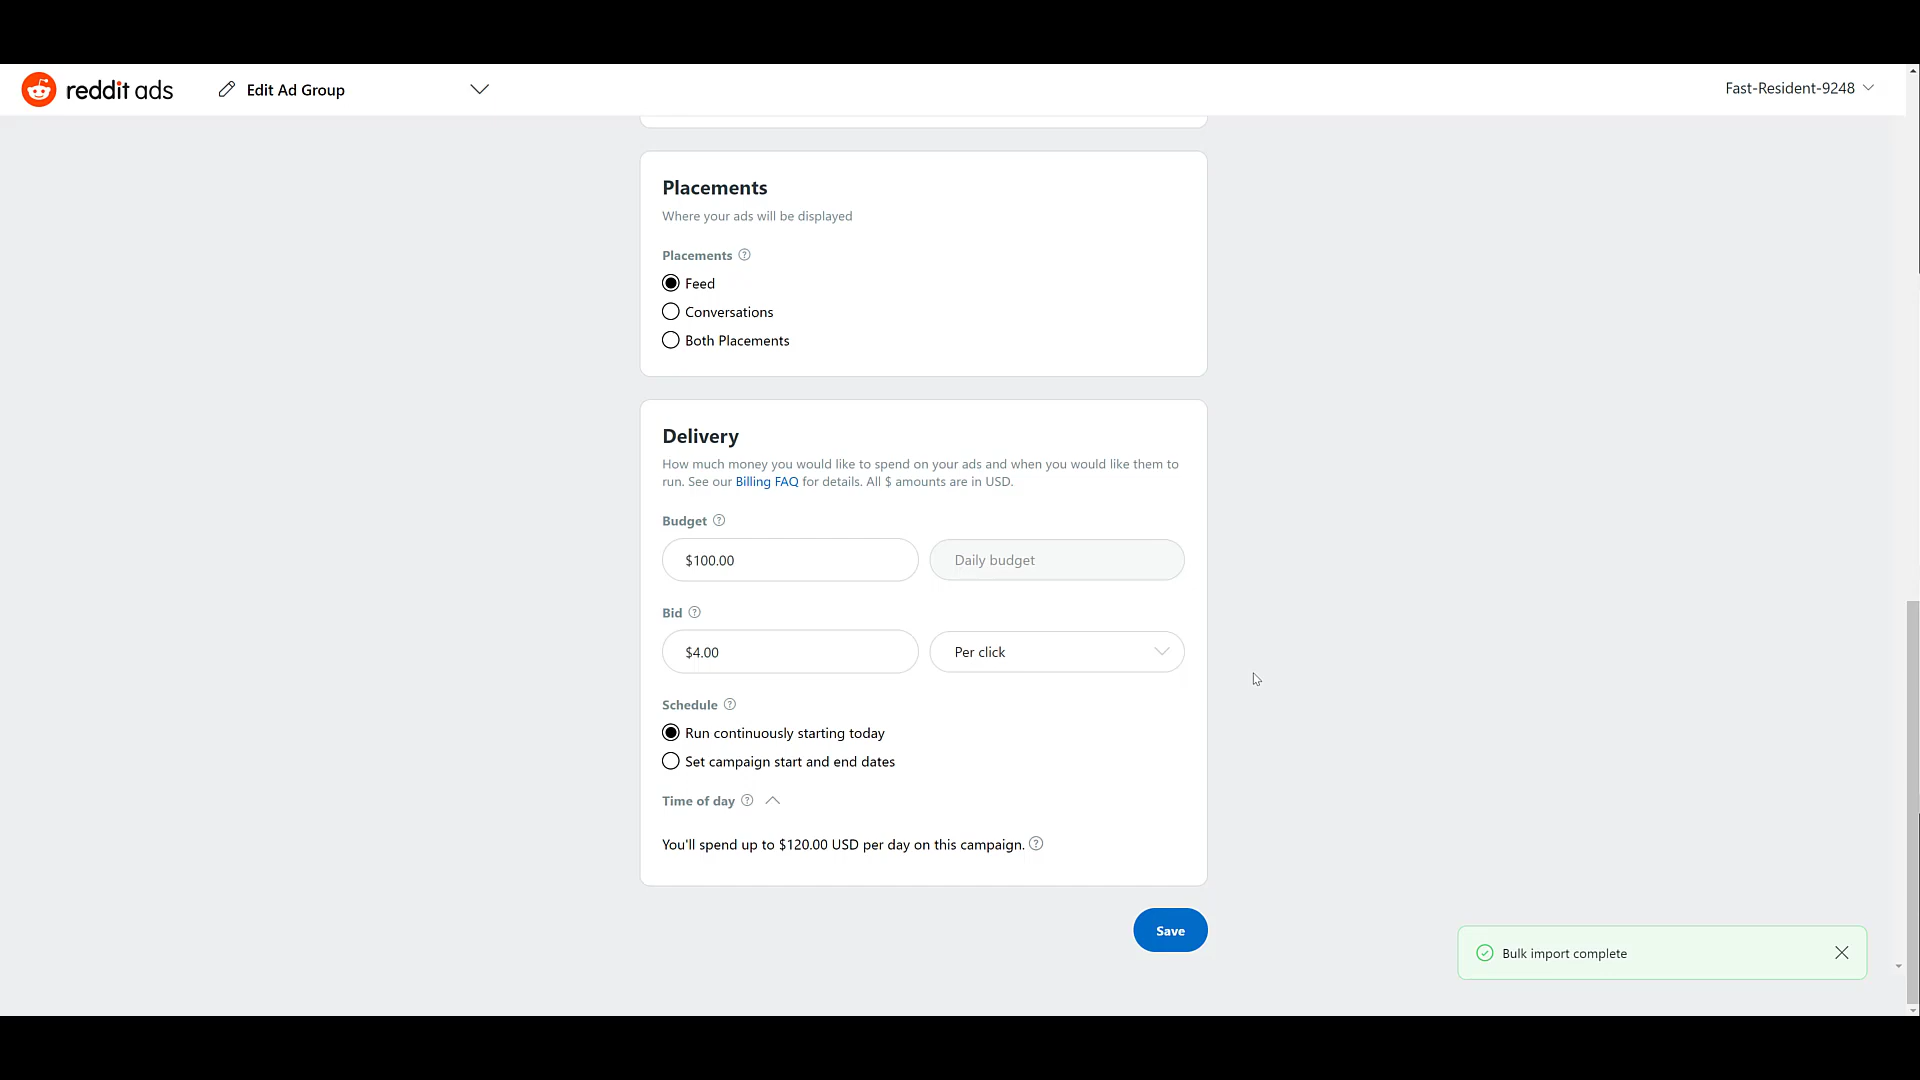 reddit ads
Edit Ad Group
Fast-Resident-9248
Placements
Where your ads will be displayed
Placements
Feed
Conversations
Both Placements
Delivery
How much money you would like to spend on your ads and when you would like them to
run. See our Billing FAQ for details. All $ amounts are in USD.
Budget
$100.00
Daily budget
Bid
$4.00
Per click
Schedule
Run continuously starting today
Set campaign start and end dates
Time of day
You'll spend up to $120.00 USD per day on this campaign.
Save
Bulk import complete